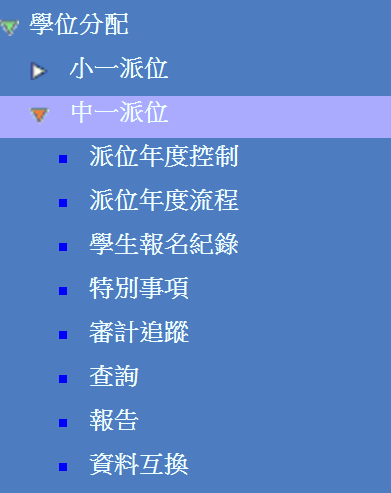 學位分配
小一派位
中一派位
派位年度控制
派位年度流程
學生報名紀錄
特別事項
審計追蹤
查詢
報告
資料互換